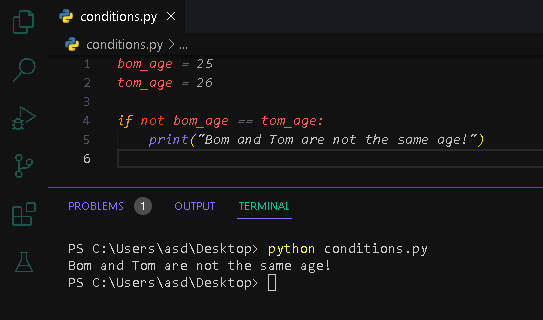 conditions.py ×
conditions.py > ...
1 bom_age = 25
2 tom_age = 26
3
4 if not bom_age == tom_age:
5 print("Bom and Tom are not the same age!")
6
PROBLEMS 1 OUTPUT TERMINAL
PS C:\Users\asd\Desktop> python conditions.py
Bom and Tom are not the same age!
PS C:\Users\asd\Desktop>